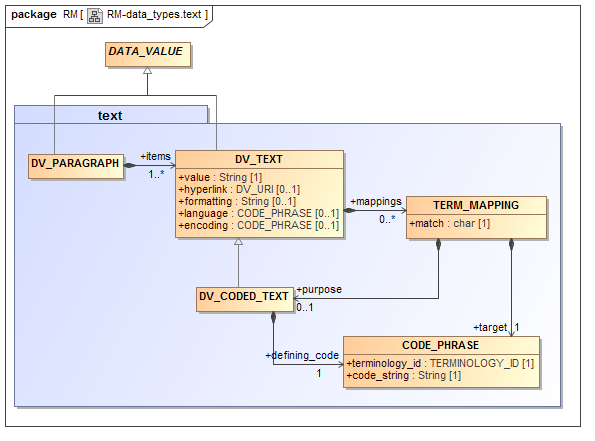 package RM [ RM-data_types.text ]
DATA_VALUE
text
DV_PARAGRAPH
+items
1..*
DV_TEXT
+value : String [1]
+hyperlink : DV_URI [0..1]
+formatting : String [0..1]
+language : CODE_PHRASE [0..1]
+encoding : CODE_PHRASE [0..1]
+mappings
0..*
TERM_MAPPING
+match : char [1]
DV_CODED_TEXT
+purpose
0..1
+target 1
+defining_code
1
CODE_PHRASE
+terminology_id : TERMINOLOGY_ID [1]
+code_string : String [1]